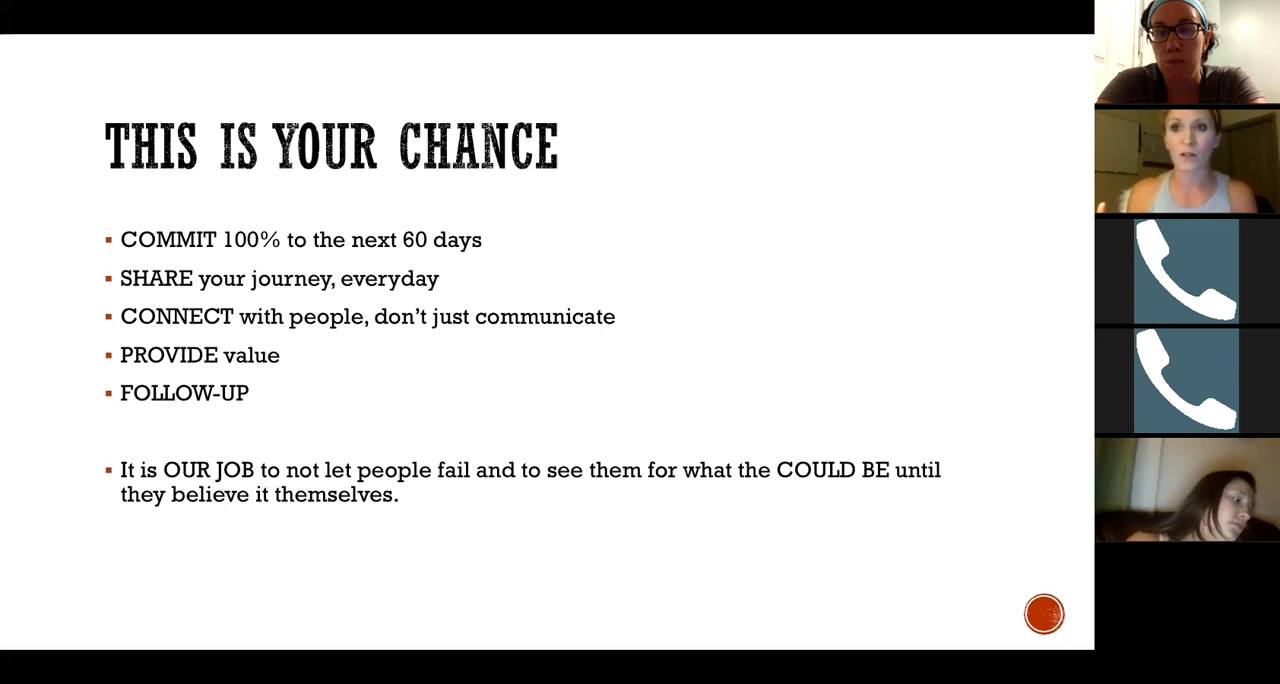 THIS IS YOUR CHANCE
COMMIT 100% to the next 60 days
SHARE your journey, everyday
CONNECT with people, don't just communicate
PROVIDE value
FOLLOW-UP
It is OUR JOB to not let people fail and to see them for what the COULD BE until
they believe it themselves.